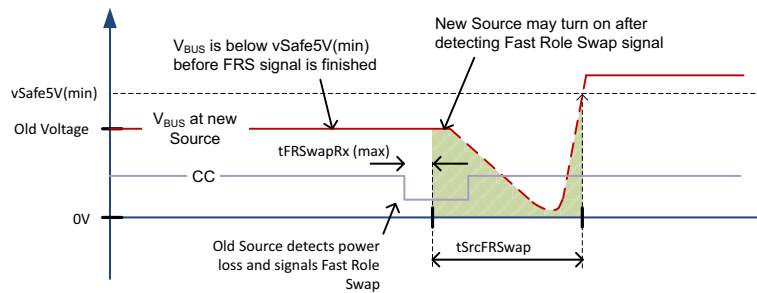 V_BUS is below vSafe5V(min)
before FRS signal is finished
New Source may turn on after
detecting Fast Role Swap signal
vSafe5V(min)
Old Voltage
V_BUS at new
Source
tFRSwapRx (max)
CC
0V
Old Source detects power
loss and signals Fast Role
Swap
tSrcFRSwap